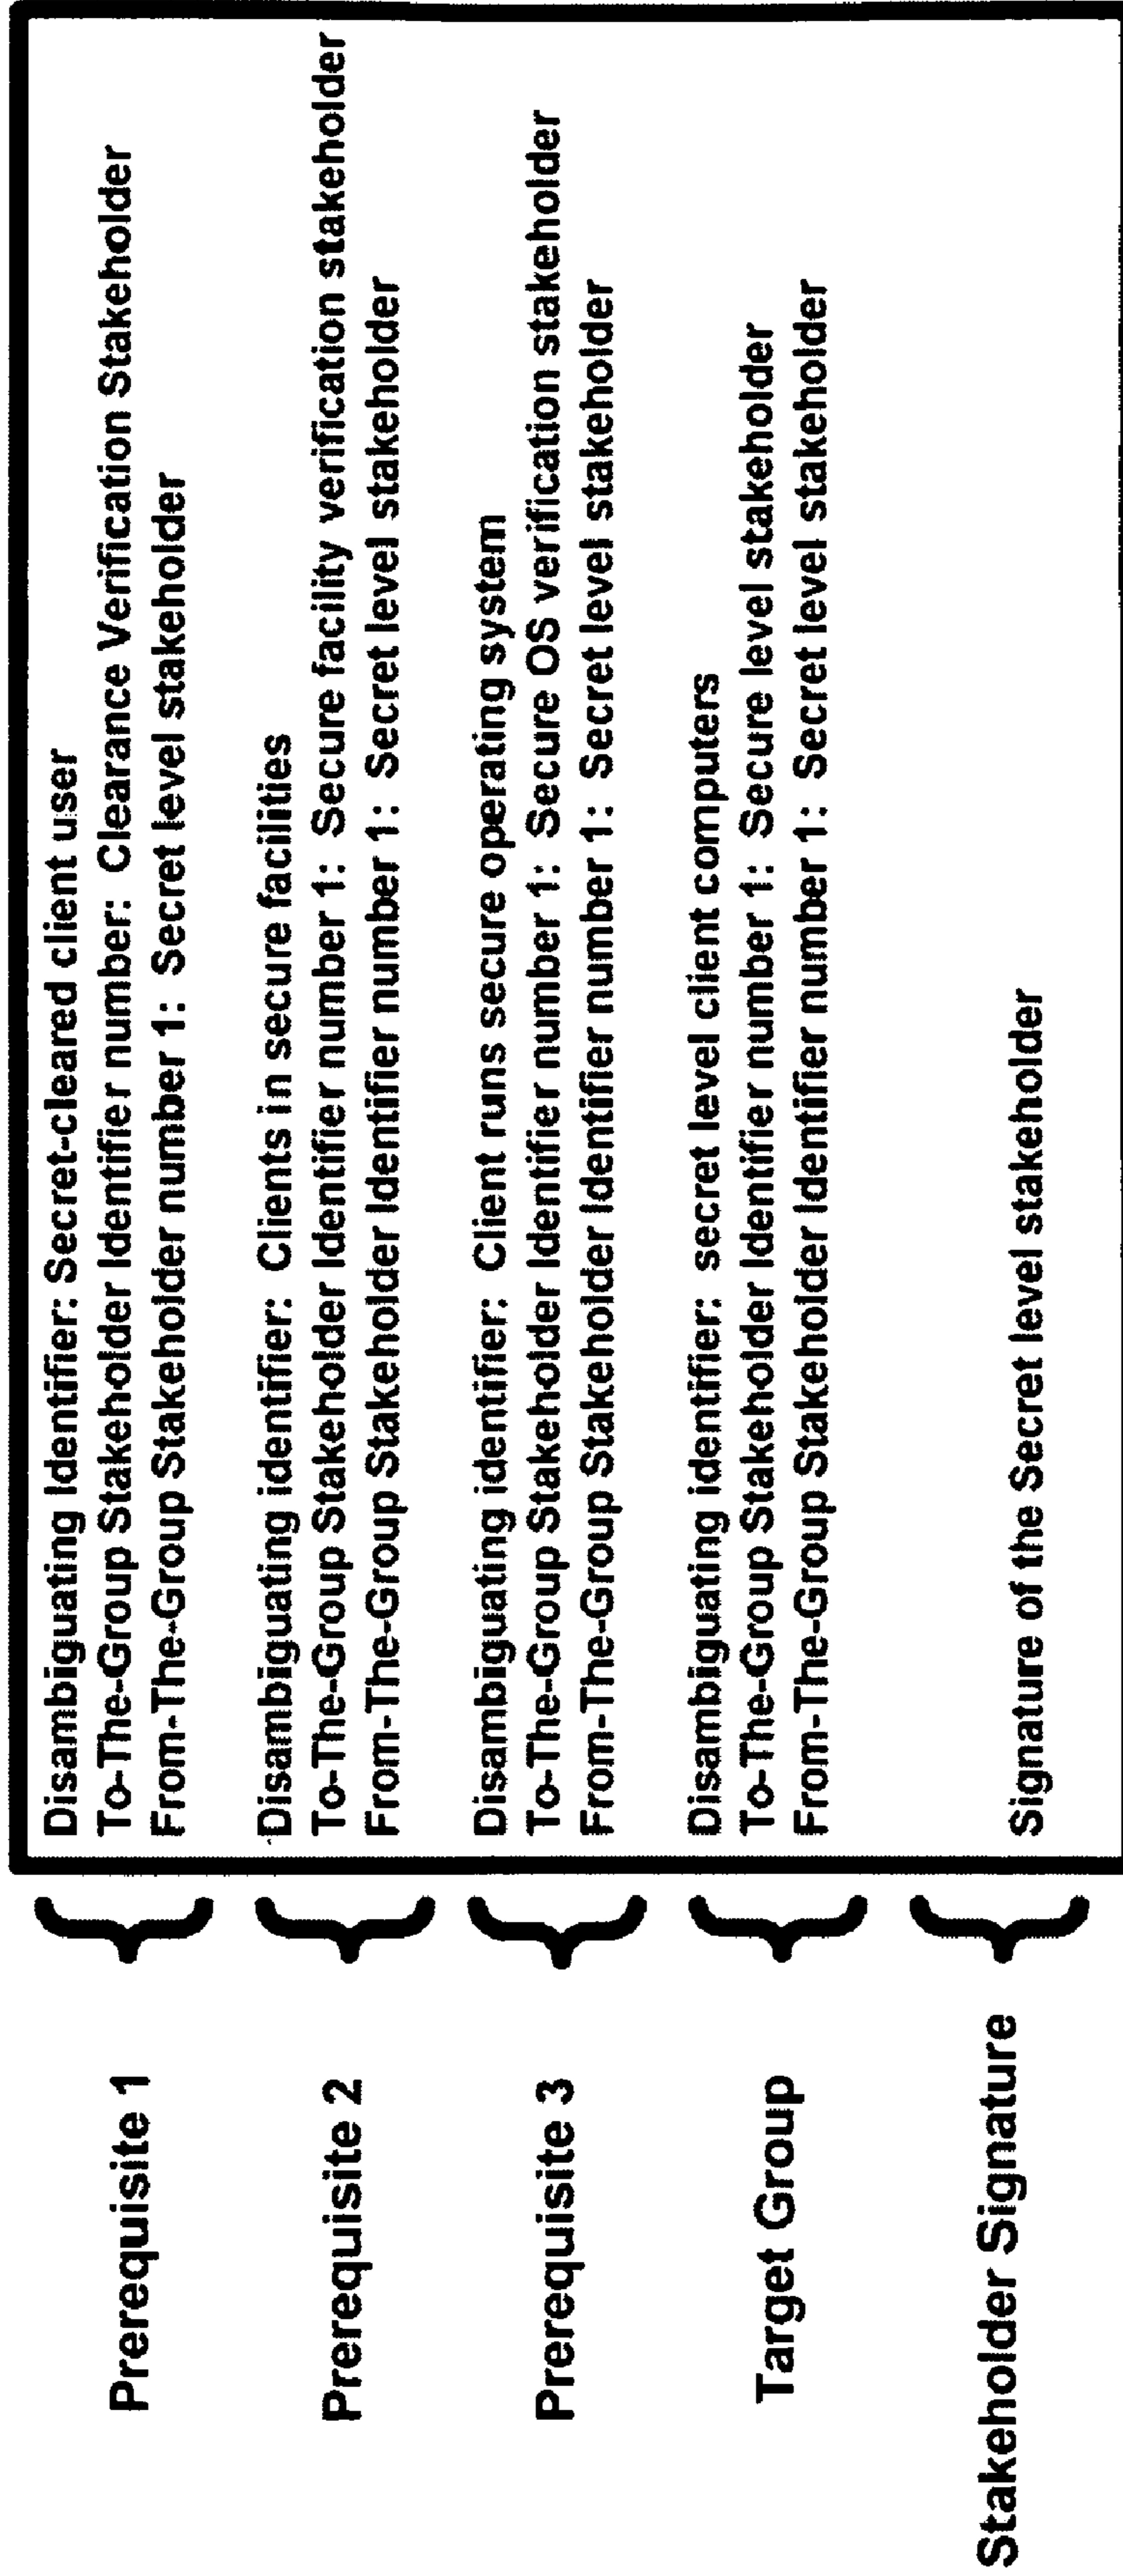 Prerequisite 1
Disambiguating Identifier: Secret-cleared client user
To-The-Group Stakeholder Identifier number: Clearance Verification Stakeholder
From-The-Group Stakeholder number 1: Secret level stakeholder
Prerequisite 2
Disambiguating identifier: Clients in secure facilities
To-The-Group Stakeholder Identifier number 1: Secure facility verification stakeholder
From-The-Group Stakeholder Identifier number 1: Secret level stakeholder
Prerequisite 3
Disambiguating identifier: Client runs secure operating system
To-The-Group Stakeholder Identifier number 1: Secure OS verification stakeholder
From-The-Group Stakeholder Identifier number 1: Secret level stakeholder
Target Group
Disambiguating identifier: secret level client computers
To-The-Group Stakeholder Identifier number 1: Secure level stakeholder
From-The-Group Stakeholder Identifier number 1: Secret level stakeholder
Stakeholder Signature
Signature of the Secret level stakeholder